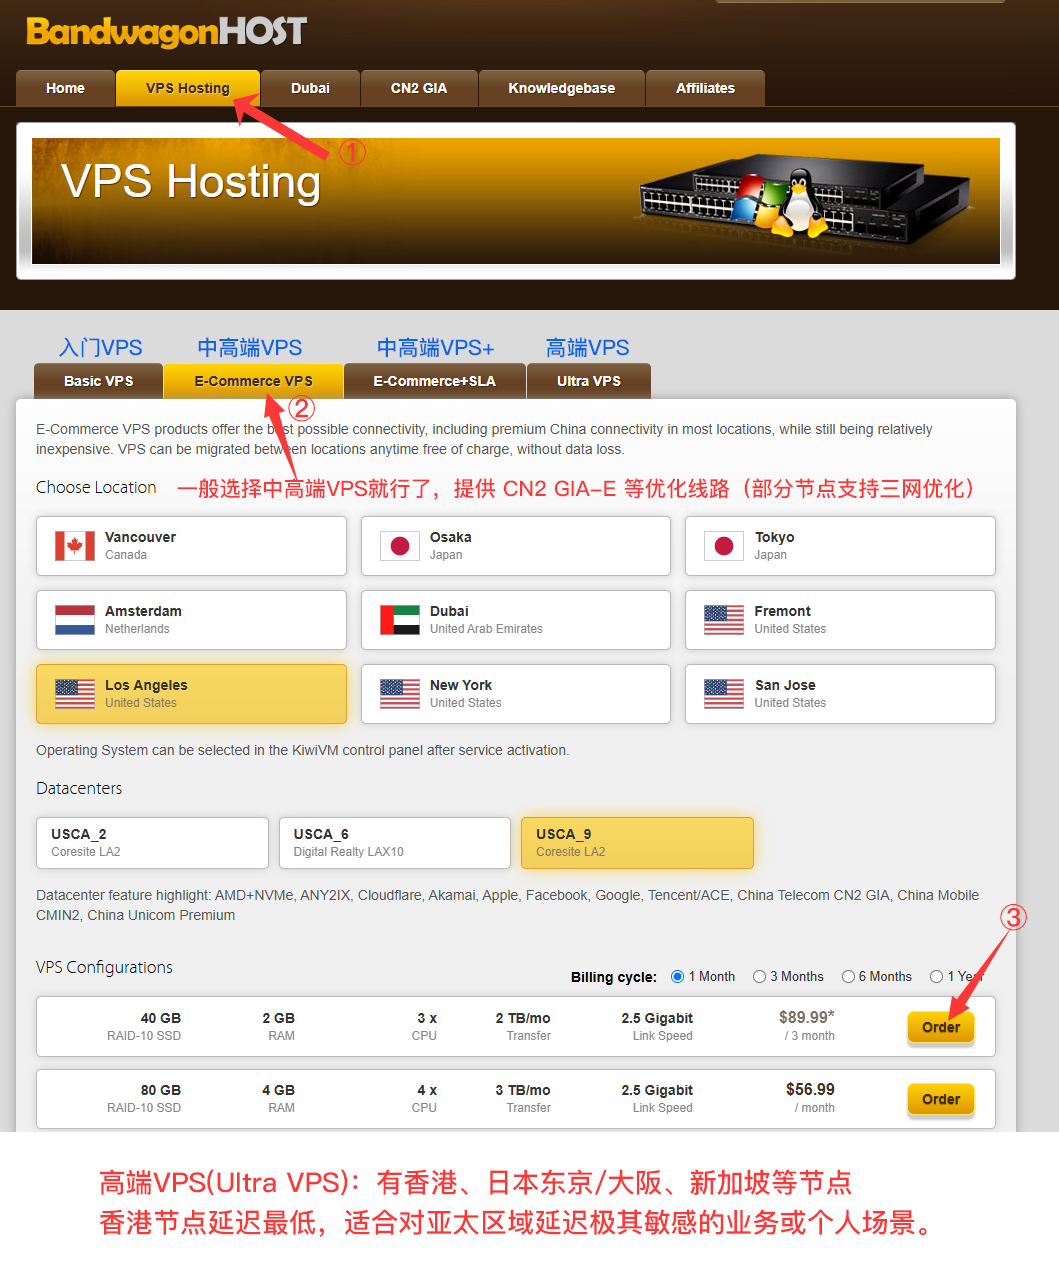 BandwagonHOST
Home
VPS Hosting
Dubai
CN2 GIA
Knowledgebase
Affiliates
①
VPS Hosting
入门VPS
中高端VPS
中高端VPS+
高端VPS
Basic VPS
E-Commerce VPS
E-Commerce+SLA
Ultra VPS
②
E-Commerce VPS products offer the best possible connectivity, including premium China connectivity in most locations, while still being relatively
inexpensive. VPS can be migrated between locations anytime free of charge, without data loss.
Choose Location
一般选择中高端VPS就行了，提供 CN2 GIA-E 等优化线路（部分节点支持三网优化）
Vancouver
Canada
Osaka
Japan
Tokyo
Japan
Amsterdam
Netherlands
Dubai
United Arab Emirates
Fremont
United States
Los Angeles
United States
New York
United States
San Jose
United States
Operating System can be selected in the KiwiVM control panel after service activation.
Datacenters
USCA_2
Coresite LA2
USCA_6
Digital Realty LAX10
USCA_9
Coresite LA2
Datacenter feature highlight: AMD+NVMe, ANY2IX, Cloudflare, Akamai, Apple, Facebook, Google, Tencent/ACE, China Telecom CN2 GIA, China Mobile
CMIN2, China Unicom Premium
③
VPS Configurations
Billing cycle: 1 Month 3 Months 6 Months 1 Year
40 GB 2 GB 3 x 2 TB/mo 2.5 Gigabit $89.99*
RAID-10 SSD RAM CPU Transfer Link Speed / 3 month
Order
80 GB 4 GB 4 x 3 TB/mo 2.5 Gigabit $56.99
RAID-10 SSD RAM CPU Transfer Link Speed / month
Order
高端VPS(Ultra VPS)：有香港、日本东京/大阪、新加坡等节点
香港节点延迟最低，适合对亚太区域延迟极其敏感的业务或个人场景。